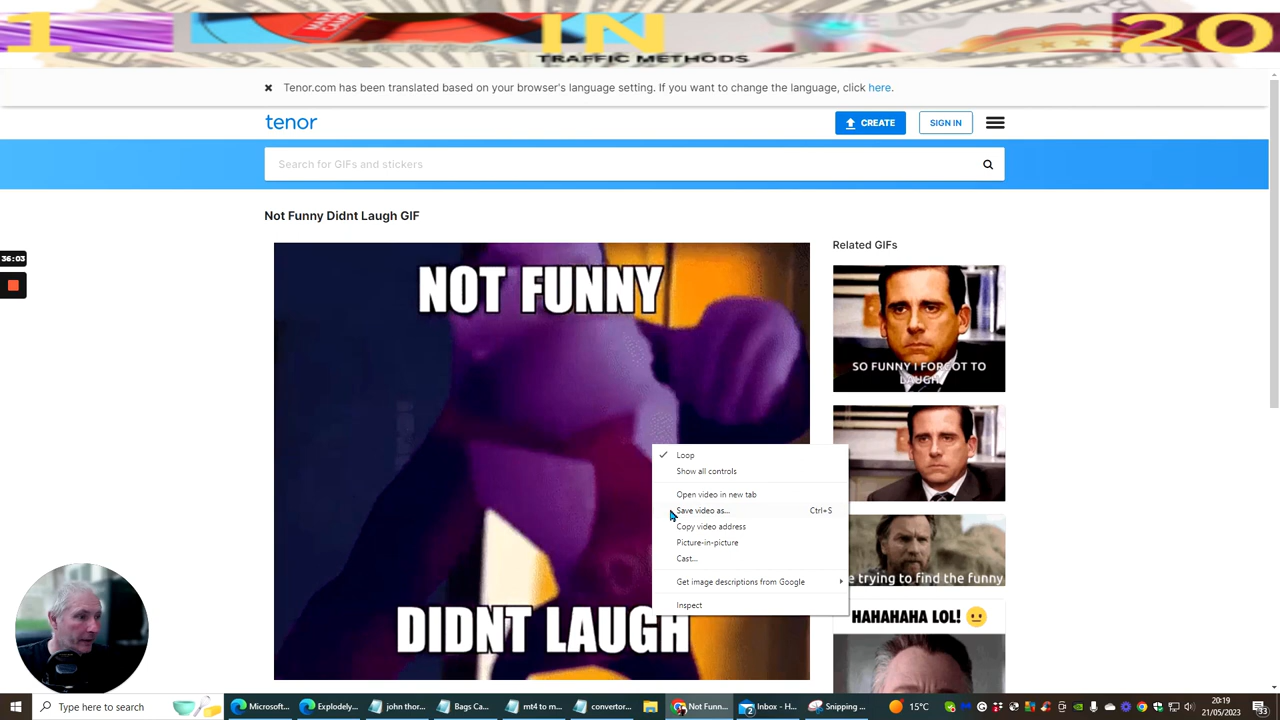 1 IN 20
TRAFFIC METHODS
Tenor.com has been translated based on your browser's language setting. If you want to change the language, click here.
tenor
CREATE
SIGN IN
Search for GIFs and stickers
Not Funny Didnt Laugh GIF
Related GIFs
36:03
NOT FUNNY
DIDNT LAUGH
SO FUNNY I FORGOT TO
LAUGH
Loop
Show all controls
Open video in new tab
Save video as... Ctrl+S
Copy video address
Picture-in-picture
Cast...
Get image descriptions from Google
Inspect
e trying to find the funny
HAHAHAHA LOL!
Type here to search
Microsoft...
Explodely...
john thor...
Bags Ca...
mt4 to m...
convertor...
Not Funn...
Inbox - H...
Snipping ...
15°C
20:19
21/05/2023